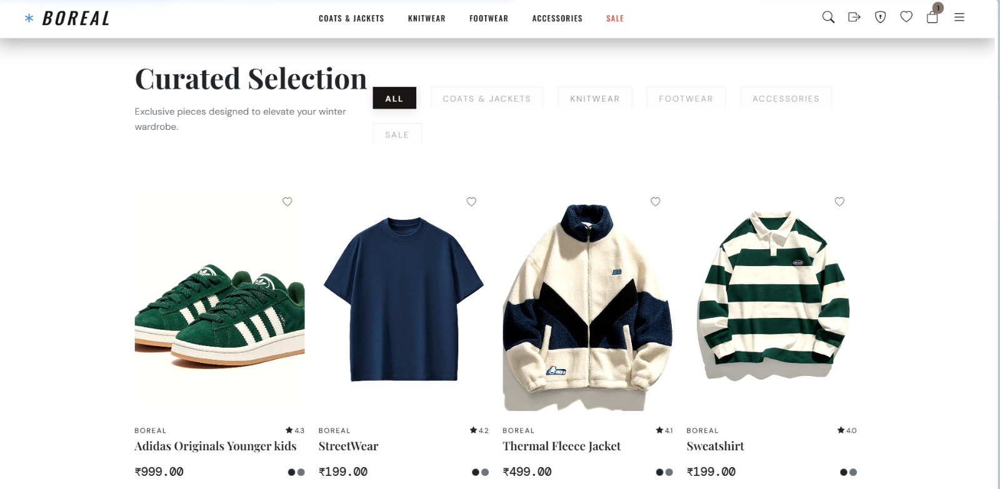 BOREAL
COATS & JACKETS KNITWEAR FOOTWEAR ACCESSORIES SALE
1
Curated Selection
Exclusive pieces designed to elevate your winter
wardrobe.
ALL COATS & JACKETS KNITWEAR FOOTWEAR ACCESSORIES
SALE
BOREAL 4.3
Adidas Originals Younger kids
₹999.00
BOREAL 4.2
StreetWear
₹199.00
BOREAL 4.1
Thermal Fleece Jacket
₹499.00
BOREAL 4.0
Sweatshirt
₹199.00